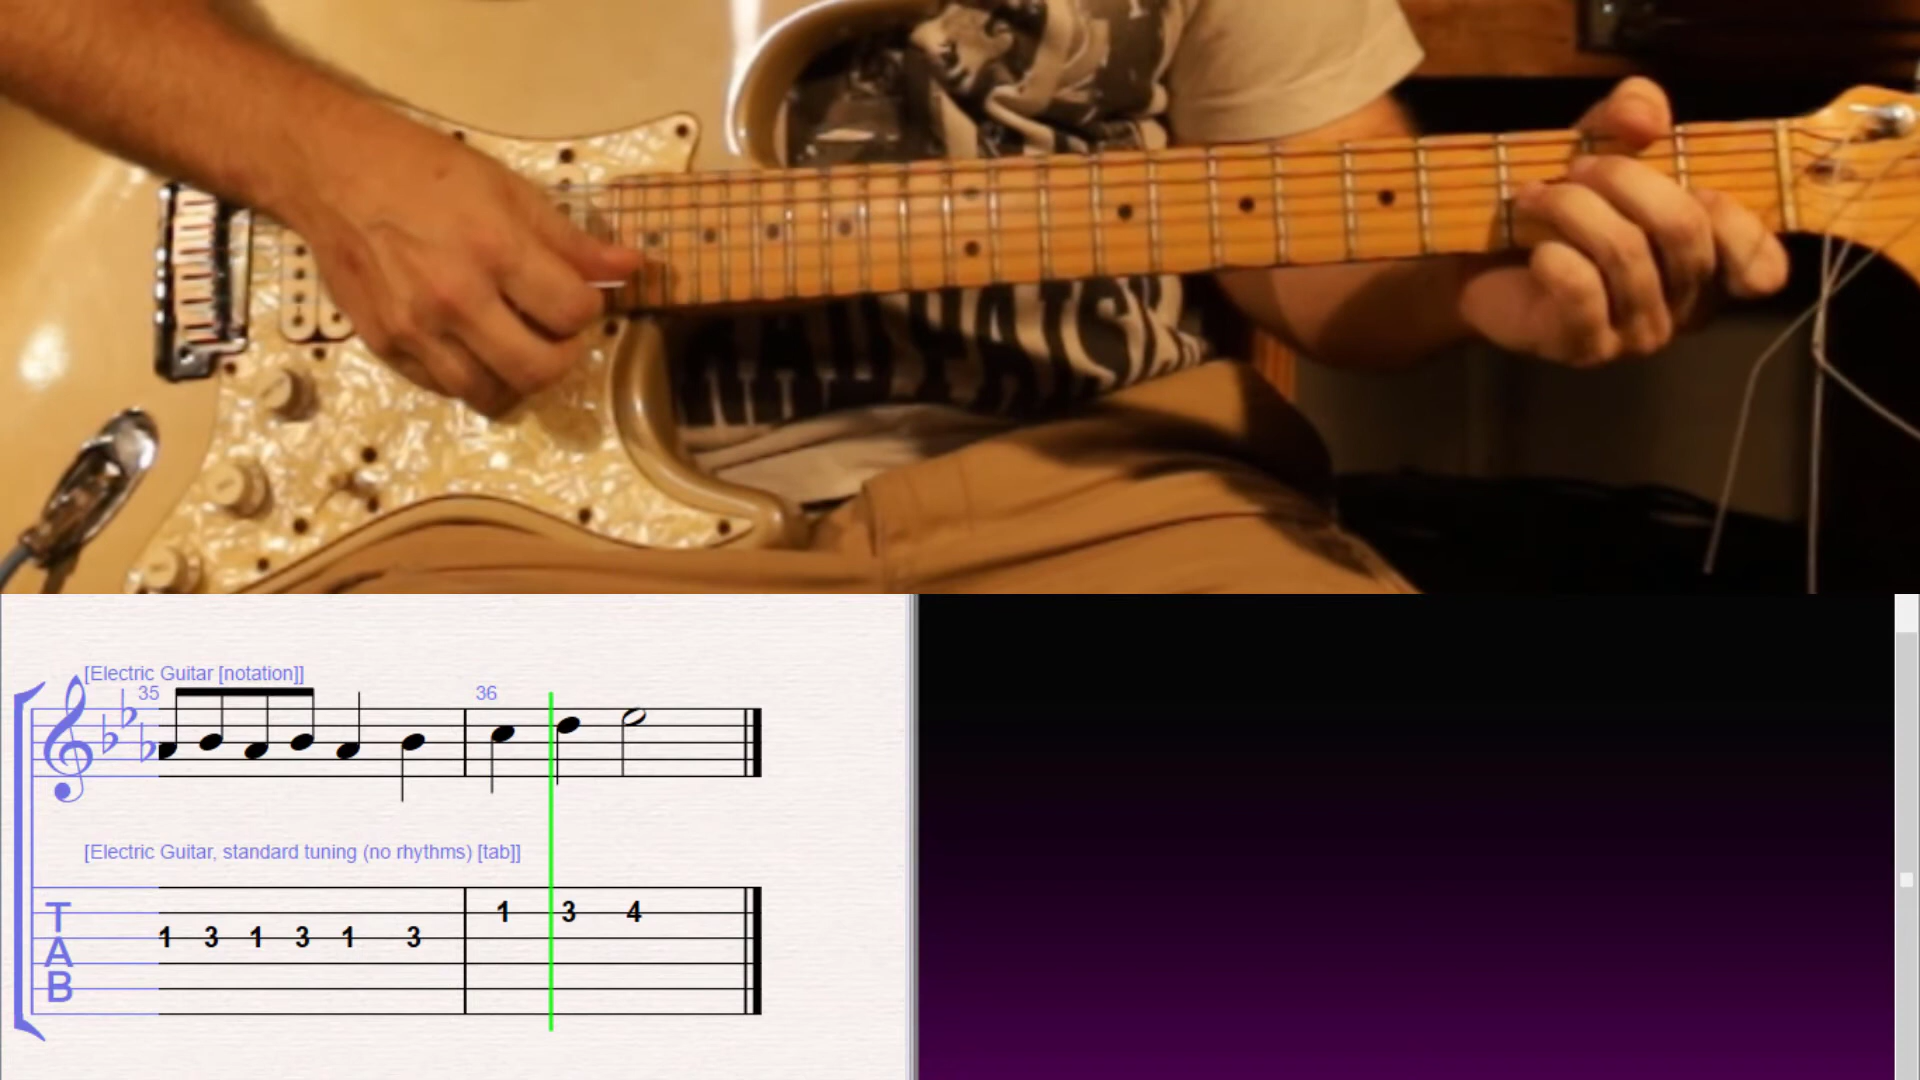 [Electric Guitar [notation]]
35 36
[Electric Guitar, standard tuning (no rhythms) [tab]]
T A B
1 3 4
1 3 1 3 1 3